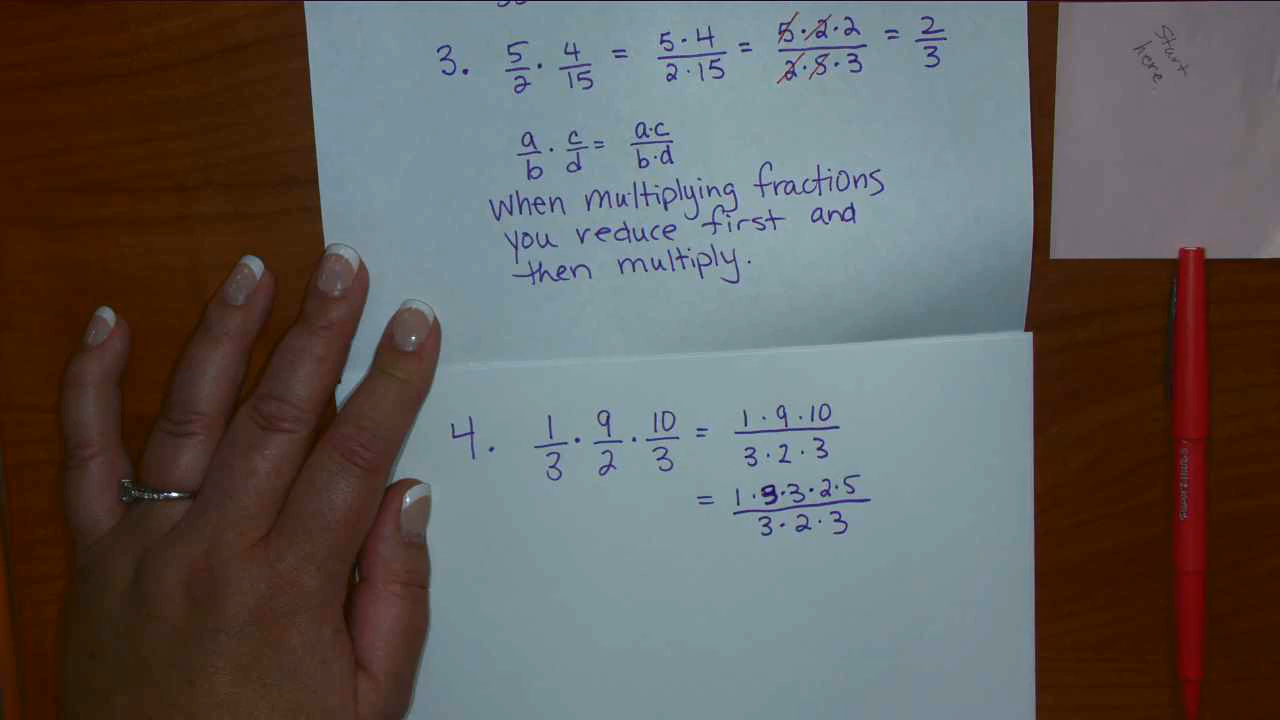 3. 5/2 · 4/15 = 5·4/2·15 = 5·2·2/2·5·3 = 2/3
a/b · c/d = a·c/b·d
When multiplying fractions
you reduce first and
then multiply.
4. 1/3 · 9/2 · 10/3 = 1·9·10/3·2·3
= 1·3·3·2·5/3·2·3
Start
here